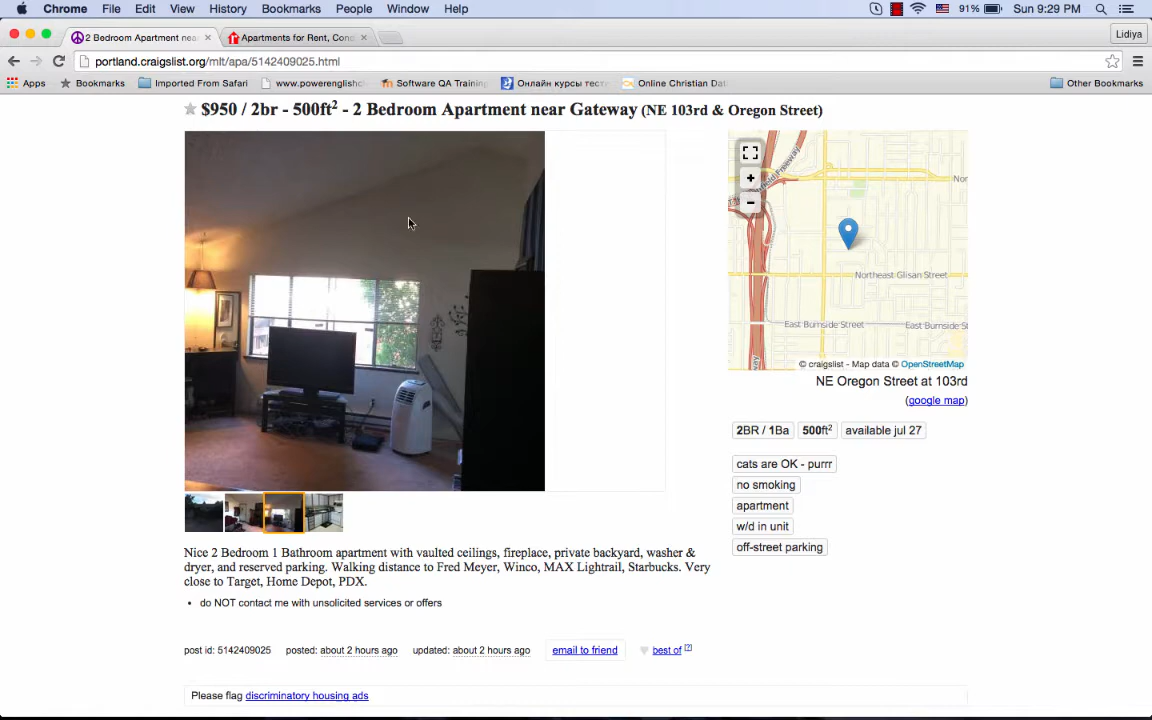 Chrome File Edit View History Bookmarks People Window Help 91% Sun 9:29 PM
2 Bedroom Apartment nea Apartments for Rent, Cond Lidiya
portland.craigslist.org/mlt/apa/5142409025.html
Apps Bookmarks Imported From Safari www.powerenglish Software QA Training Онлайн курсы тест Online Christian Dat Other Bookmarks
$950 / 2br - 500ft² - 2 Bedroom Apartment near Gateway (NE 103rd & Oregon Street)
+
−
Northeast Glisan Street
East Burnside Street East Burnside St
© craigslist - Map data © OpenStreetMap
NE Oregon Street at 103rd
(google map)
2BR / 1Ba 500ft² available jul 27
cats are OK - purrr
no smoking
apartment
w/d in unit
off-street parking
Nice 2 Bedroom 1 Bathroom apartment with vaulted ceilings, fireplace, private backyard, washer &
dryer, and reserved parking. Walking distance to Fred Meyer, Winco, MAX Lightrail, Starbucks. Very
close to Target, Home Depot, PDX.
• do NOT contact me with unsolicited services or offers
post id: 5142409025 posted: about 2 hours ago updated: about 2 hours ago email to friend best of [?]
Please flag discriminatory housing ads